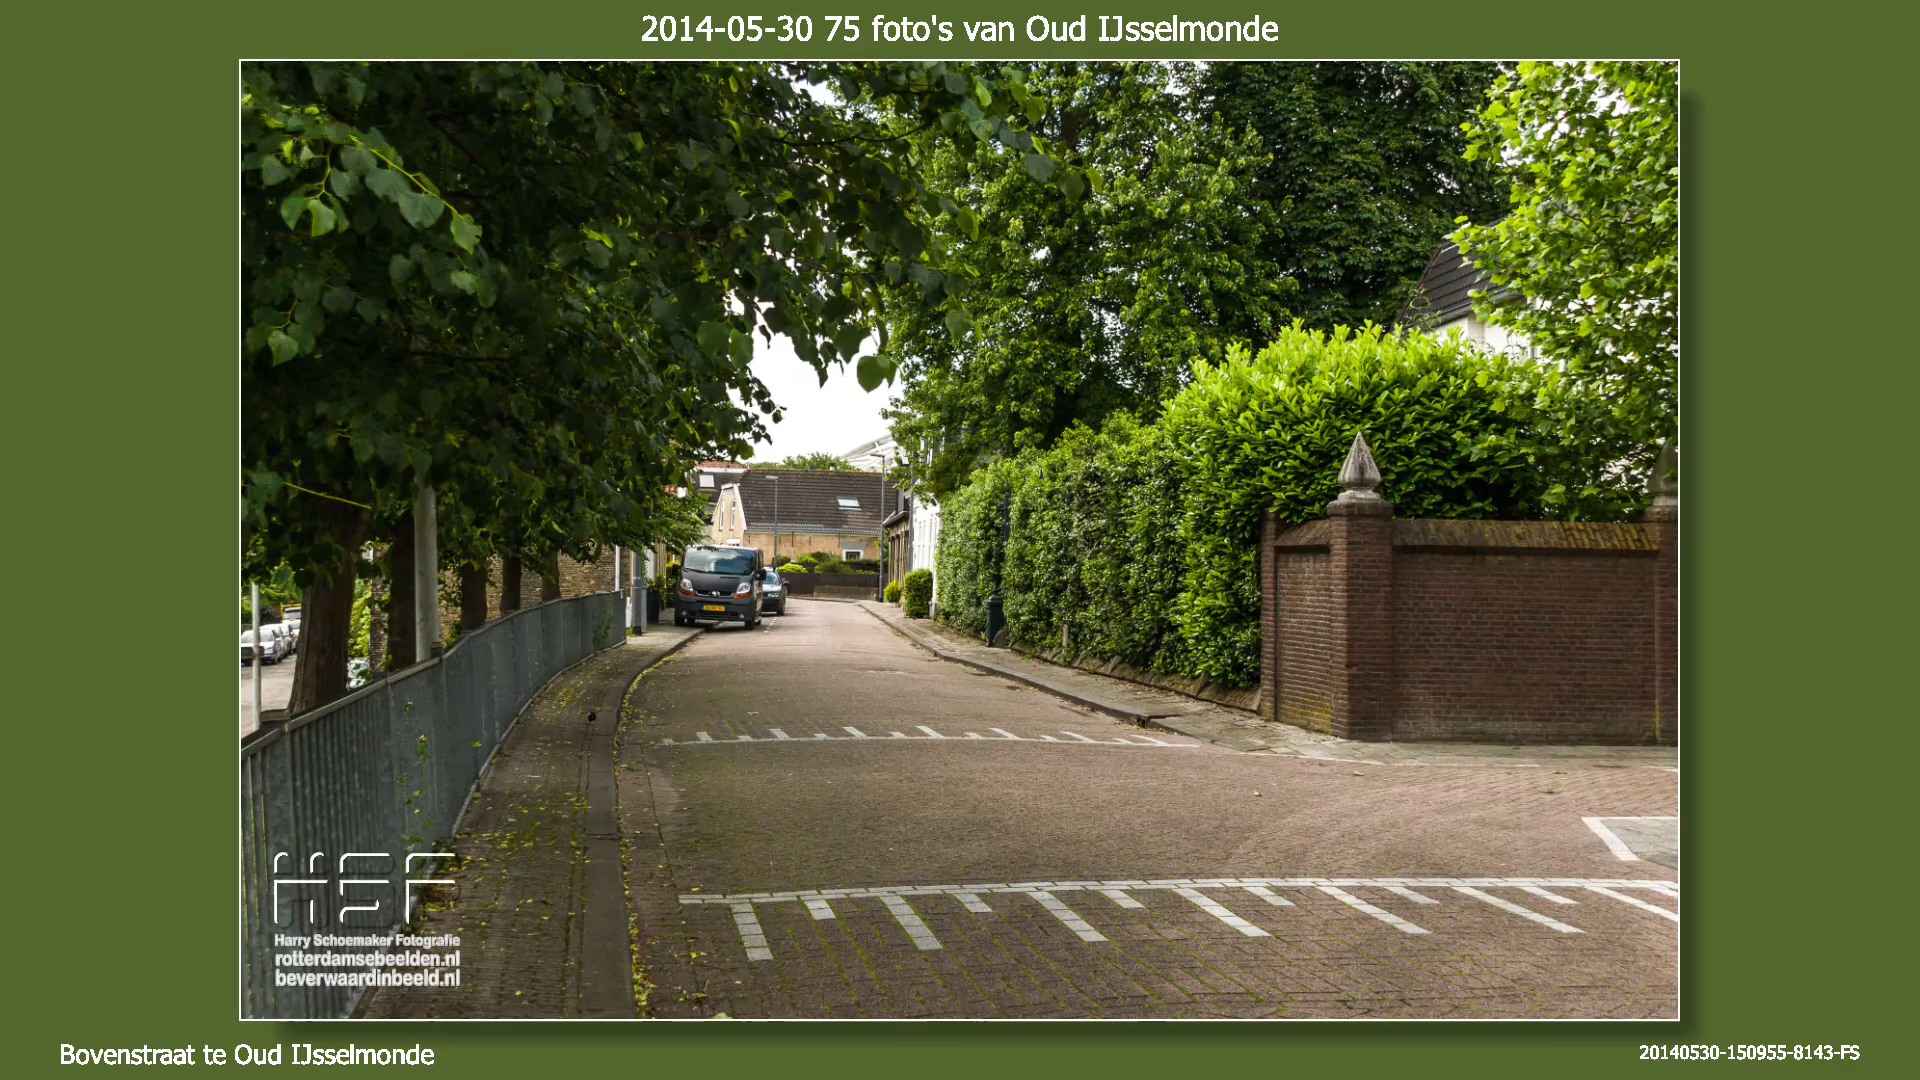 2014-05-30 75 foto's van Oud IJsselmonde
HSF
Harry Schoemaker Fotografie
rotterdamsebeelden.nl
beverwaardinbeeld.nl
Bovenstraat te Oud IJsselmonde
20140530-150955-8143-FS